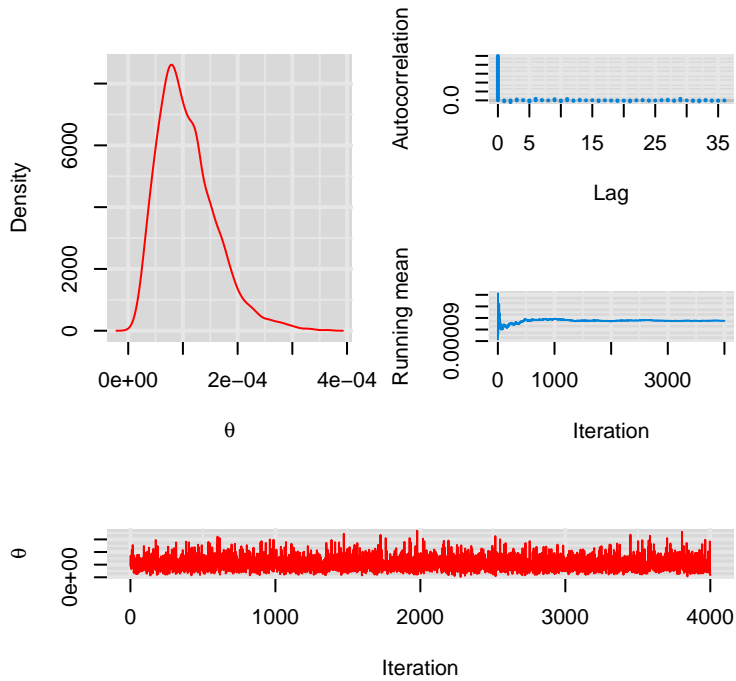 Density
0 2000 6000
0e+00 2e−04 4e−04
θ
Autocorrelation
0.0
0 5 15 25 35
Lag
Running mean
0.00009
0 1000 3000
Iteration
θ
0e+00
0 1000 2000 3000 4000
Iteration